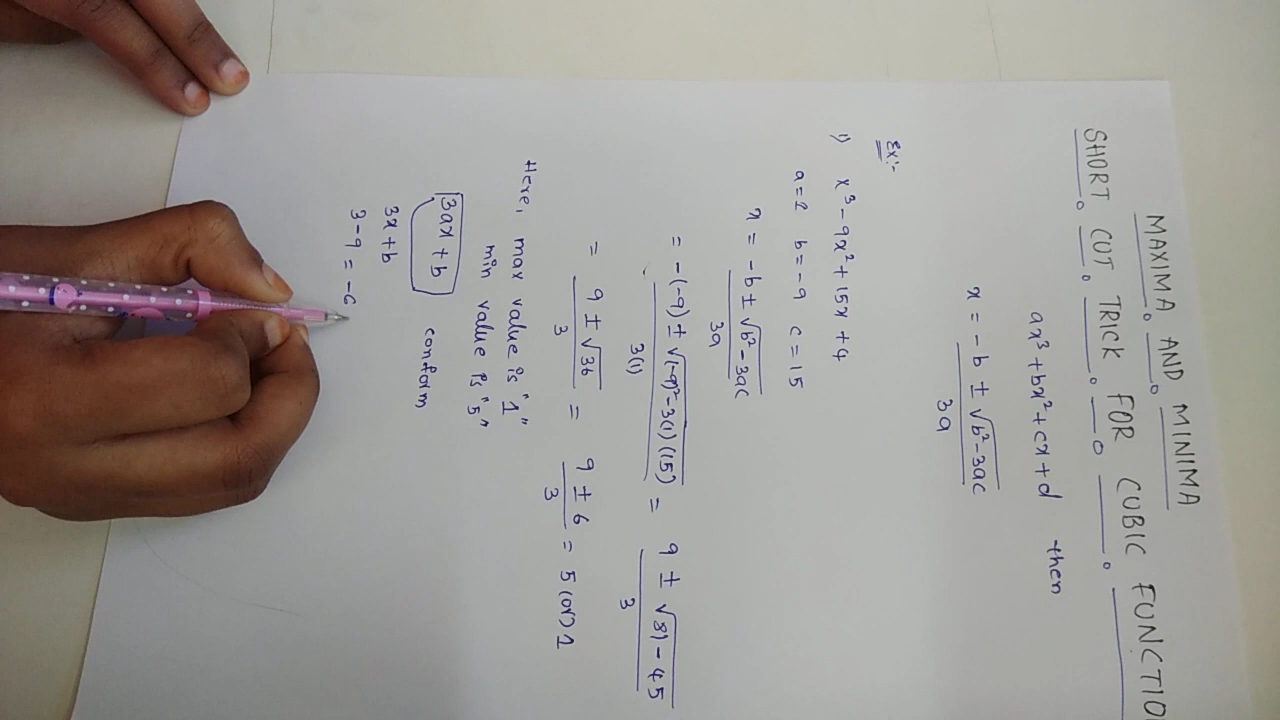 MAXIMA AND MINIMA
SHORT CUT TRICK FOR CUBIC FUNCTIO
ax³ + bx² + cx + d then
x = -b ± √b² - 3ac / 3a
Ex:-
1) x³ - 9x² + 15x + 4
a = 1 b = -9 c = 15
x = -b ± √b² - 3ac / 3a
= -(-9) ± √(-9)² - 3(1)(15) / 3(1) = 9 ± √81 - 45 / 3
= 9 ± √36 / 3 = 9 ± 6 / 3 = 5 (or) 1
Here, max value is "1"
min value is "5"
3ax + b conform
3x + b
3 - 9 = -6